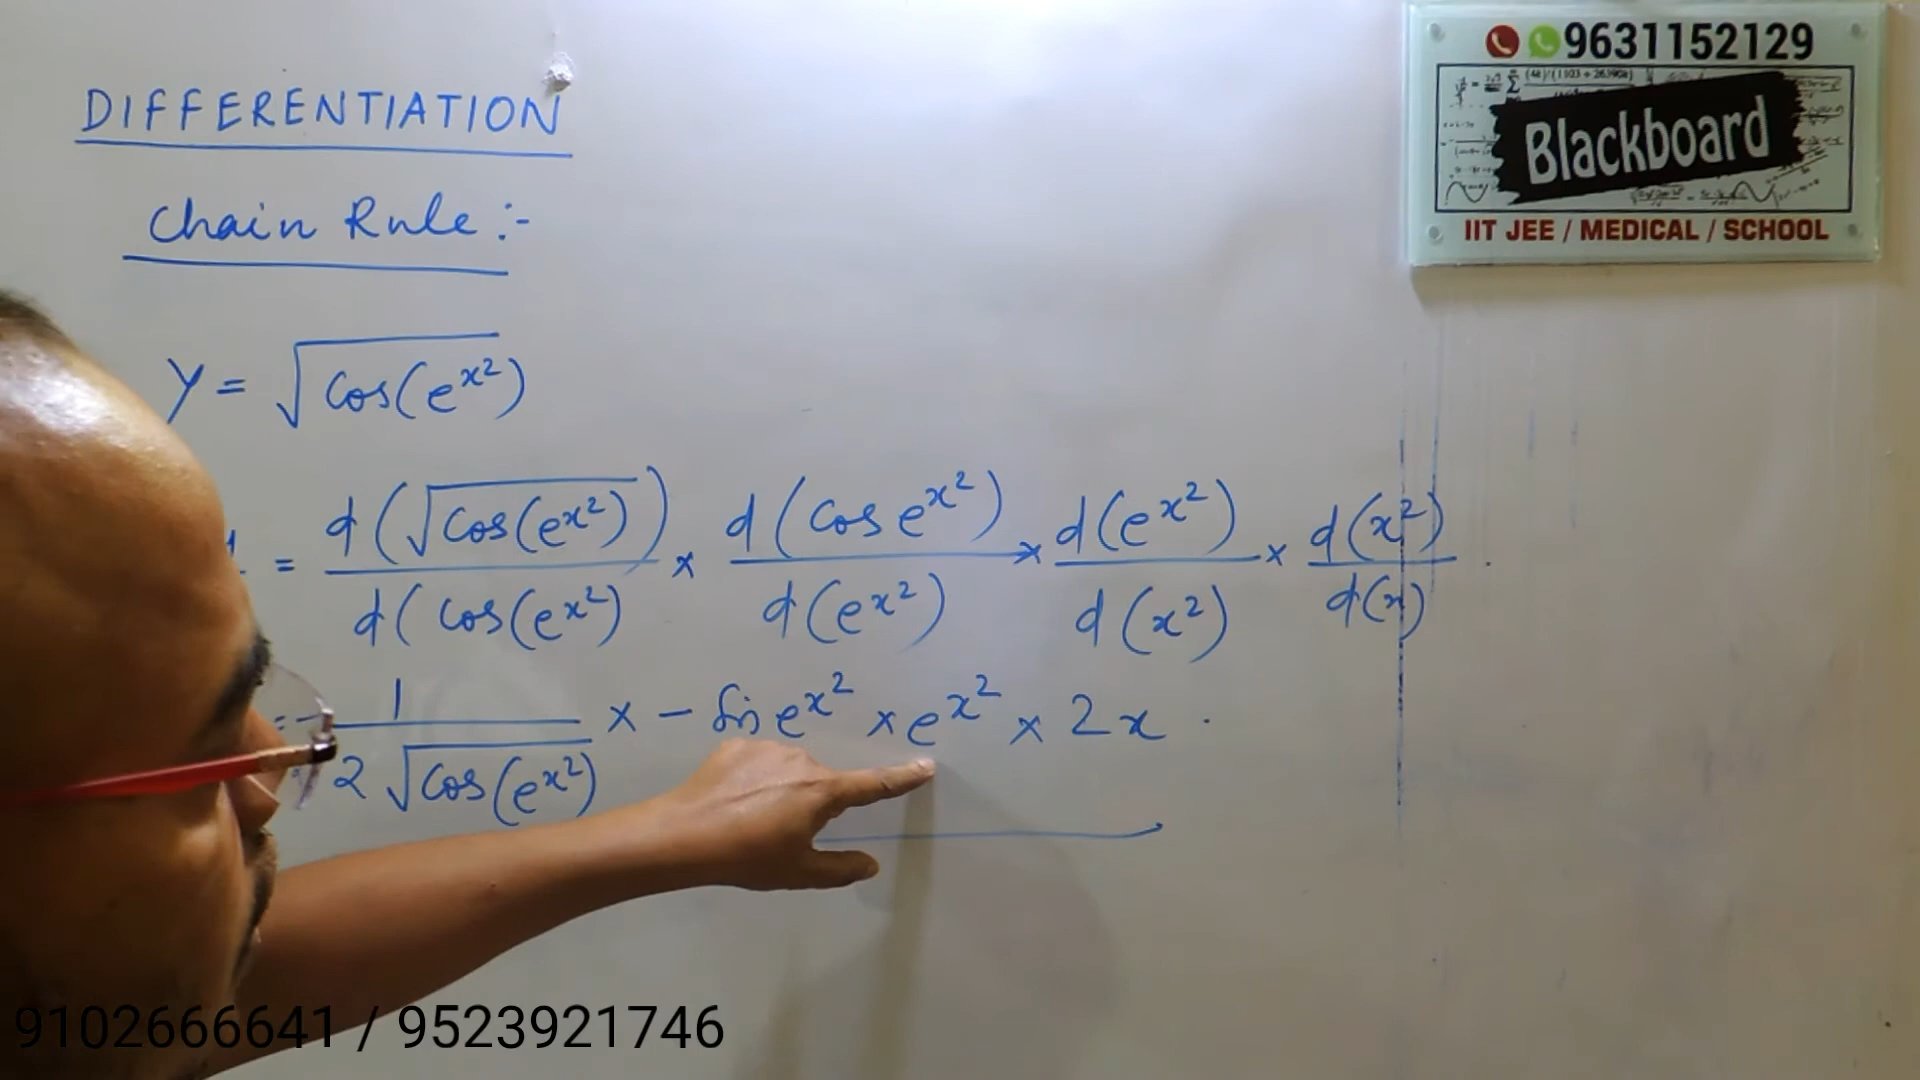 9631152129
Blackboard
IIT JEE / MEDICAL / SCHOOL
DIFFERENTIATION
Chain Rule :-
y = √(cos(e^x²))
= d(√(cos(e^x²))) / d(cos(e^x²) × d(cos e^x²) / d(e^x²) × d(e^x²) / d(x²) × d(x²) / d(x) .
= 1 / 2√(cos(e^x²)) × - sin e^x² × e^x² × 2x .
9102666641 / 9523921746